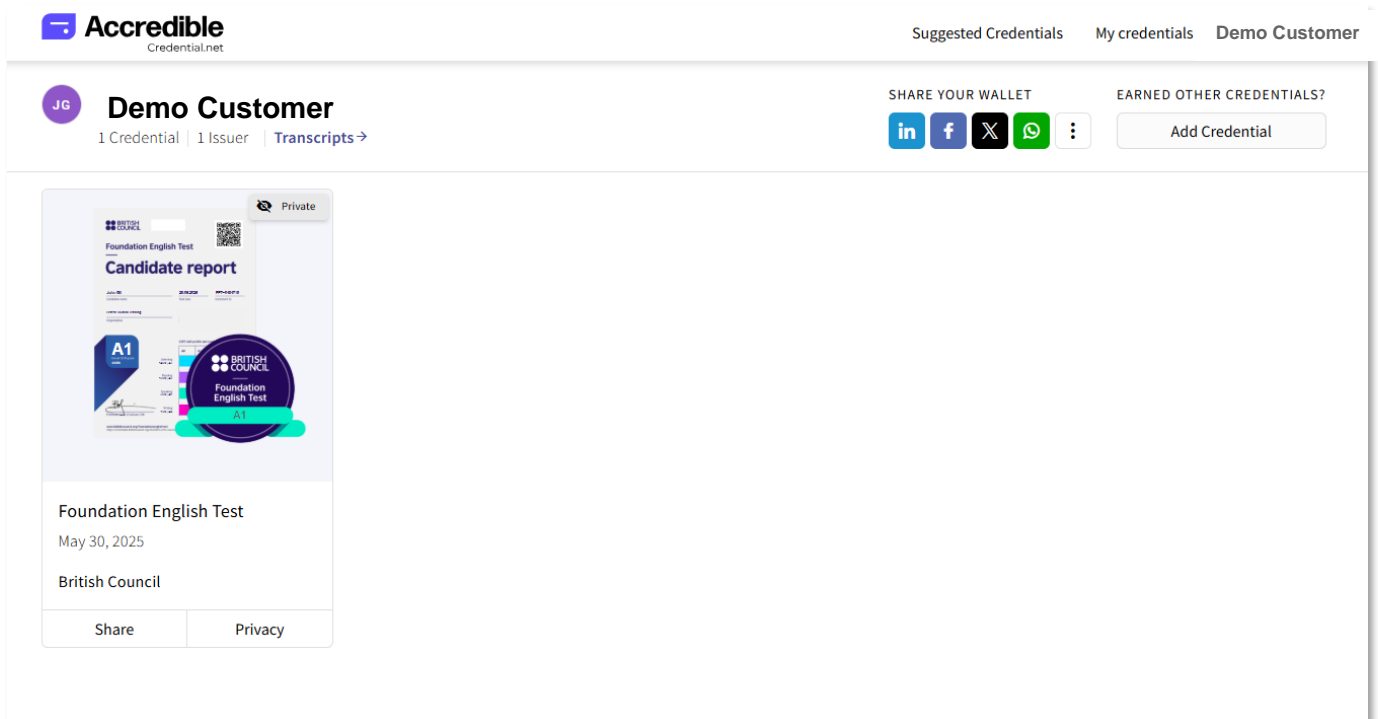 Accredible
Credential.net
Suggested Credentials
My credentials
Demo Customer
JG
Demo Customer
1 Credential
1 Issuer
Transcripts →
SHARE YOUR WALLET
EARNED OTHER CREDENTIALS?
in
f
X
Add Credential
Private
BRITISH
COUNCIL
Foundation English Test
Candidate report
A1
BRITISH
COUNCIL
Foundation
English Test
A1
Foundation English Test
May 30, 2025
British Council
Share
Privacy